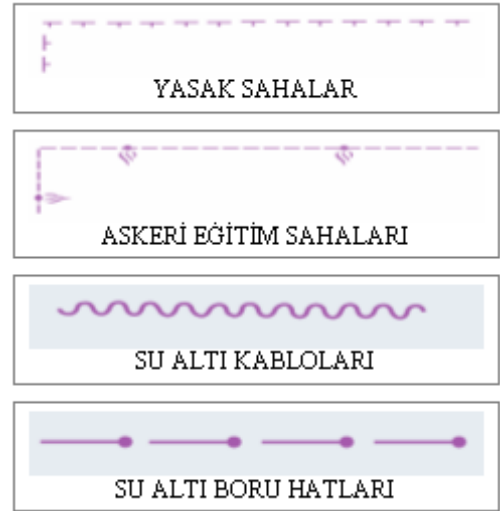 YASAK SAHALAR
ASKERİ EĞİTİM SAHALARI
SU ALTI KABLOLARI
SU ALTI BORU HATLARI